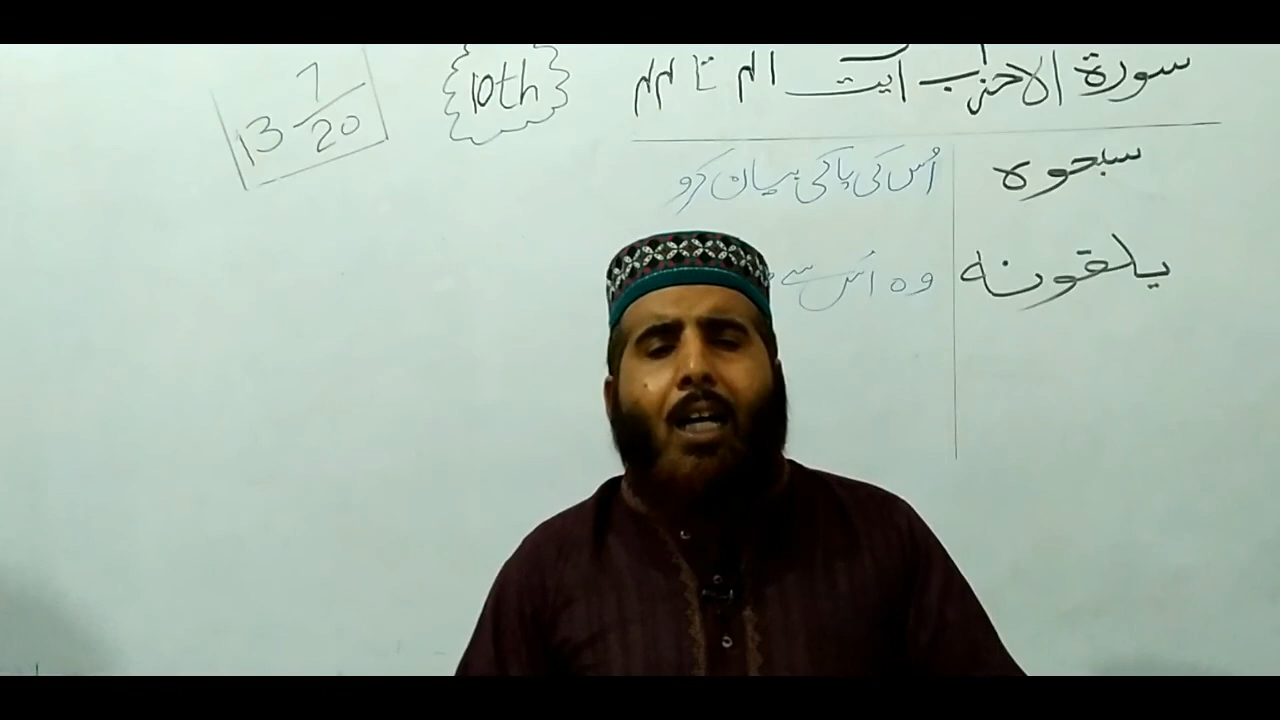 سورۃ الاحزاب آیت ۴۱ تا ۴۴
10th
13 7/20
سبحوہ اُس کی پاکی بیان کرو
یلقونہ وہ اُس سے